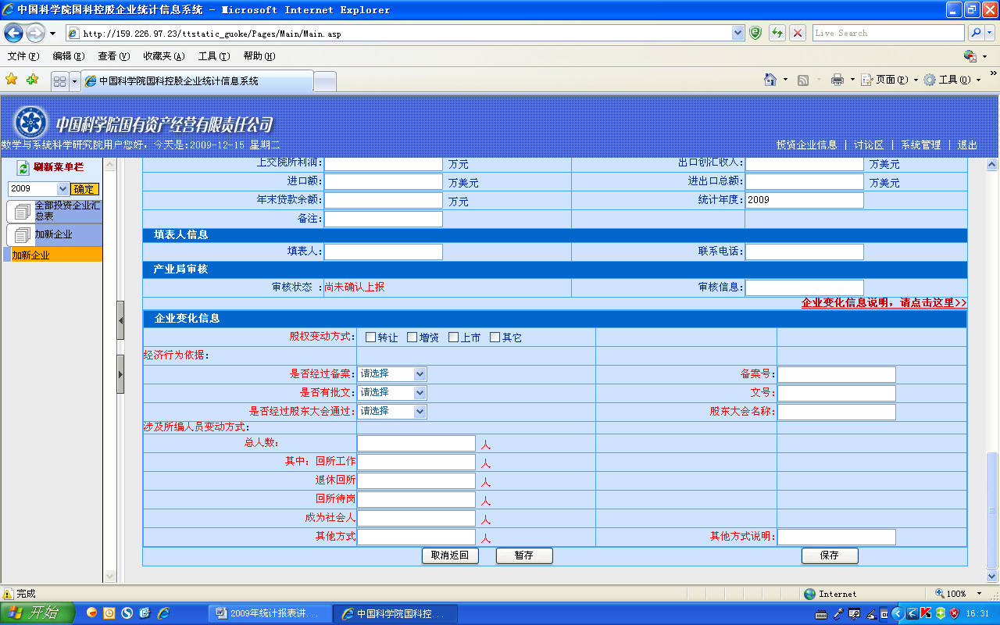 中国科学院国科控股企业统计信息系统 - Microsoft Internet Explorer
http://159.226.97.23/ttstatic_guoke/Pages/Main/Main.asp
Live Search
文件(F) 编辑(E) 查看(V) 收藏夹(A) 工具(T) 帮助(H)
中国科学院国科控股企业统计信息系统
页面(P) 工具(O)
中国科学院国有资产经营有限责任公司
数学与系统科学研究院用户您好，今天是:2009-12-15 星期二
投资企业信息 | 讨论区 | 系统管理 | 退出
刷新菜单栏
2009 确定
全部投资企业汇总表
加新企业
加新企业
上交院所利润: 万元 出口创汇收入: 万美元
进口额: 万美元 进出口总额: 万美元
年末贷款余额: 万元 统计年度: 2009
备注:
填表人信息
填表人: 联系电话:
产业局审核
审核状态 : 尚未确认上报 审核信息:
企业变化信息说明，请点击这里>>
企业变化信息
股权变动方式: 转让 增资 上市 其它
经济行为依据:
是否经过备案: 请选择 备案号:
是否有批文: 请选择 文号:
是否经过股东大会通过: 请选择 股东大会名称:
涉及所编人员变动方式:
总人数: 人
其中: 回所工作 人
退休回所 人
回所待岗 人
成为社会人 人
其他方式 人 其他方式说明:
取消返回 暂存 保存
完成 Internet 100%
开始 2009年统计报表讲... 中国科学院国科控... 16:31